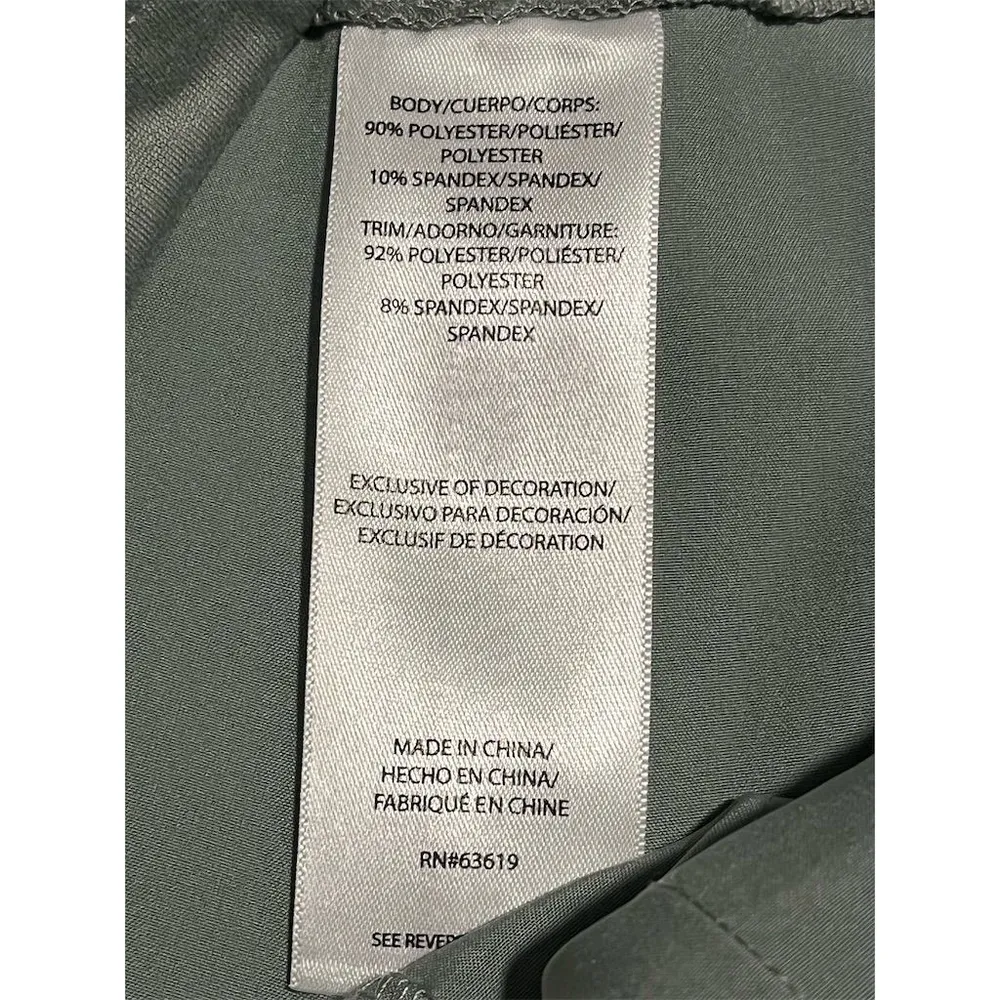 BODY/CUERPO/CORPS:
90% POLYESTER/POLIÉSTER/
POLYESTER
10% SPANDEX/SPANDEX/
SPANDEX
TRIM/ADORNO/GARNITURE:
92% POLYESTER/POLIÉSTER/
POLYESTER
8% SPANDEX/SPANDEX/
SPANDEX
EXCLUSIVE OF DECORATION/
EXCLUSIVO PARA DECORACIÓN/
EXCLUSIF DE DÉCORATION
MADE IN CHINA/
HECHO EN CHINA/
FABRIQUÉ EN CHINE
RN#63619
SEE